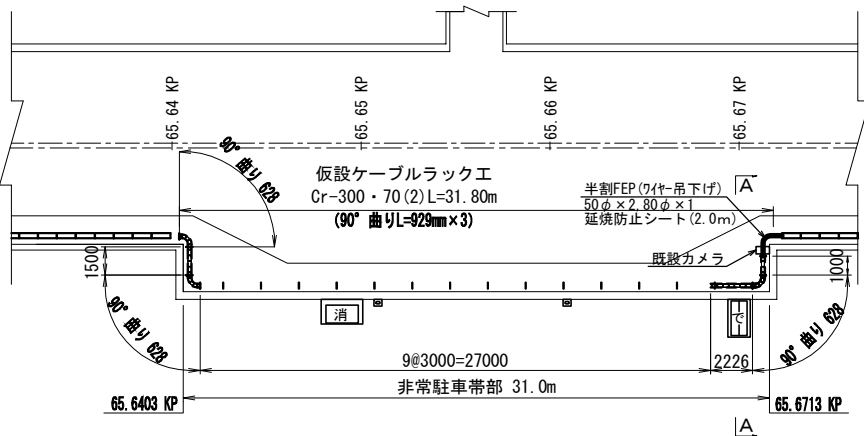 65.64 KP
65.65 KP
65.66 KP
65.67 KP
90° 曲り 628
仮設ケーブルラック工
Cr-300・70(2)L=31.80m
(90° 曲りL=929mm×3)
半割FEP(ワイヤー吊下げ)
50φ×2,80φ×1
延焼防止シート(2.0m)
A
既設カメラ
1500
1000
90° 曲り 628
消
で
90° 曲り 628
9@3000=27000
2226
非常駐車帯部 31.0m
65.6403 KP
65.6713 KP
A